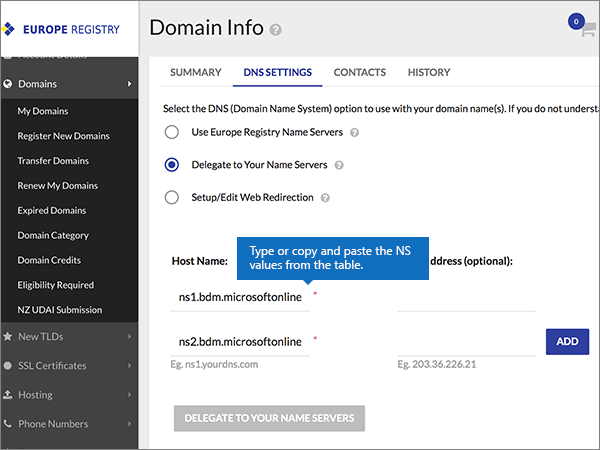 EUROPE REGISTRY
Domain Info ?
0
Account Details
Domains
My Domains
Register New Domains
Transfer Domains
Renew My Domains
Expired Domains
Domain Category
Domain Credits
Eligibility Required
NZ UDAI Submission
New TLDs
SSL Certificates
Hosting
Phone Numbers
SUMMARY DNS SETTINGS CONTACTS HISTORY
Select the DNS (Domain Name System) option to use with your domain name(s). If you do not understa
Use Europe Registry Name Servers ?
Delegate to Your Name Servers ?
Setup/Edit Web Redirection ?
Type or copy and paste the NS
values from the table.
Host Name: ddress (optional):
ns1.bdm.microsoftonline *
ns2.bdm.microsoftonline * ADD
Eg. ns1.yourdns.com Eg. 203.36.226.21
DELEGATE TO YOUR NAME SERVERS